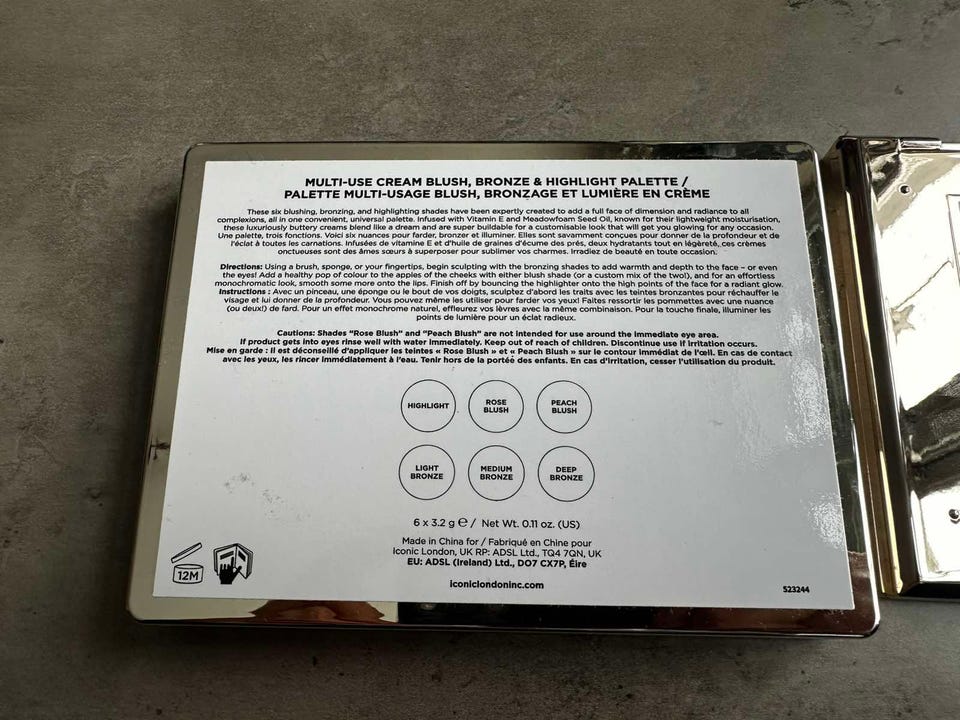 MULTI-USE CREAM BLUSH, BRONZE & HIGHLIGHT PALETTE /
PALETTE MULTI-USAGE BLUSH, BRONZAGE ET LUMIÈRE EN CRÈME
These six blushing, bronzing, and highlighting shades have been expertly created to add a full face of dimension and radiance to all
complexions, all in one convenient, universal palette. Infused with Vitamin E and Meadowfoam Seed Oil, known for their lightweight moisturisation,
these luxuriously buttery creams blend like a dream and are super buildable for a customisable look that will get you glowing for any occasion.
Une palette, trois fonctions. Voici six nuances pour farder, bronzer et illuminer. Elles sont savamment conçues pour donner de la profondeur et de
l'éclat à toutes les carnations. Infusées de vitamine E et d'huile de graines d'écume des prés, deux hydratants tout en légèreté, ces crèmes
onctueuses sont des âmes sœurs à superposer pour sublimer vos charmes. Irradiez de beauté en toute occasion.
Directions: Using a brush, sponge, or your fingertips, begin sculpting with the bronzing shades to add warmth and depth to the face – or even
the eyes! Add a healthy pop of colour to the apples of the cheeks with either blush shade (or a custom mix of the two!), and for an effortless
monochromatic look, smooth some more onto the lips. Finish off by bouncing the highlighter onto the high points of the face for a radiant glow.
Instructions : Avec un pinceau, une éponge ou le bout de vos doigts, sculptez d'abord les traits avec les teintes bronzantes pour réchauffer le
visage et lui donner de la profondeur. Vous pouvez même les utiliser pour farder vos yeux! Faites ressortir les pommettes avec une nuance
(ou deux!) de fard. Pour un effet monochrome naturel, effleurez vos lèvres avec la même combinaison. Pour la touche finale, illuminer les
points de lumière pour un éclat radieux.
Cautions: Shades "Rose Blush" and "Peach Blush" are not intended for use around the immediate eye area.
If product gets into eyes rinse well with water immediately. Keep out of reach of children. Discontinue use if irritation occurs.
Mise en garde : Il est déconseillé d'appliquer les teintes « Rose Blush » et « Peach Blush » sur le contour immédiat de l'œil. En cas de contact
avec les yeux, les rincer immédiatement à l'eau. Tenir hors de la portée des enfants. En cas d'irritation, cesser l'utilisation du produit.
HIGHLIGHT
ROSE
BLUSH
PEACH
BLUSH
LIGHT
BRONZE
MEDIUM
BRONZE
DEEP
BRONZE
6 x 3.2 g ℮ / Net Wt. 0.11 oz. (US)
Made in China for / Fabriqué en Chine pour
Iconic London, UK RP: ADSL Ltd., TQ4 7QN, UK
EU: ADSL (Ireland) Ltd., DO7 CX7P, Éire
iconiclondoninc.com
12M
523244